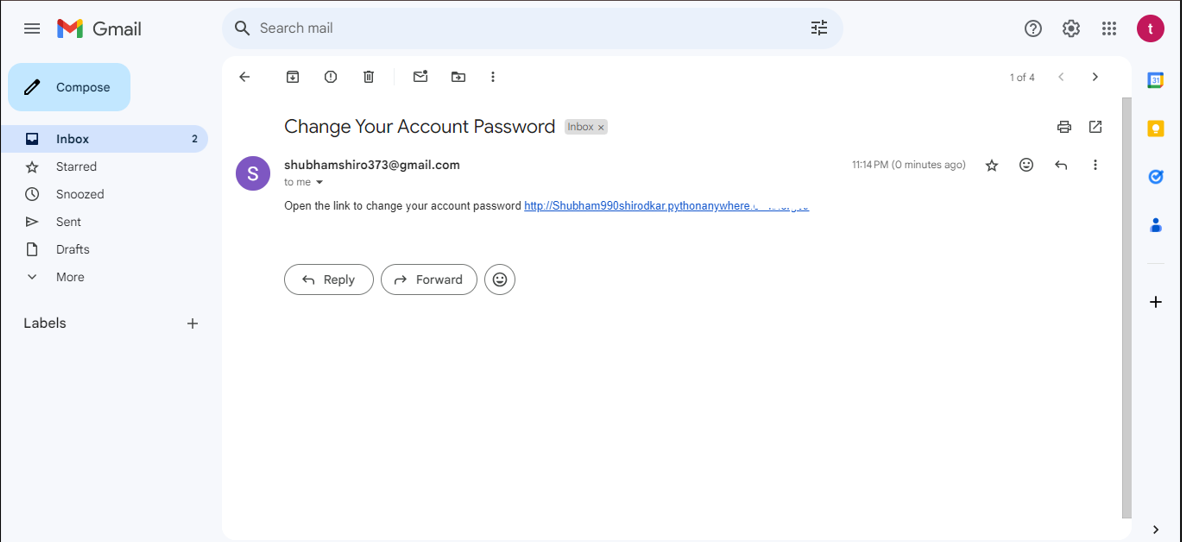 Gmail
Search mail
t
Compose
1 of 4
31
Change Your Account Password
Inbox x
Inbox 2
Starred
Snoozed
Sent
Drafts
More
Labels
S
shubhamshiro373@gmail.com
11:14 PM (0 minutes ago)
to me
Open the link to change your account password http://Shubham990shirodkar.pythonanywhere.
Reply
Forward